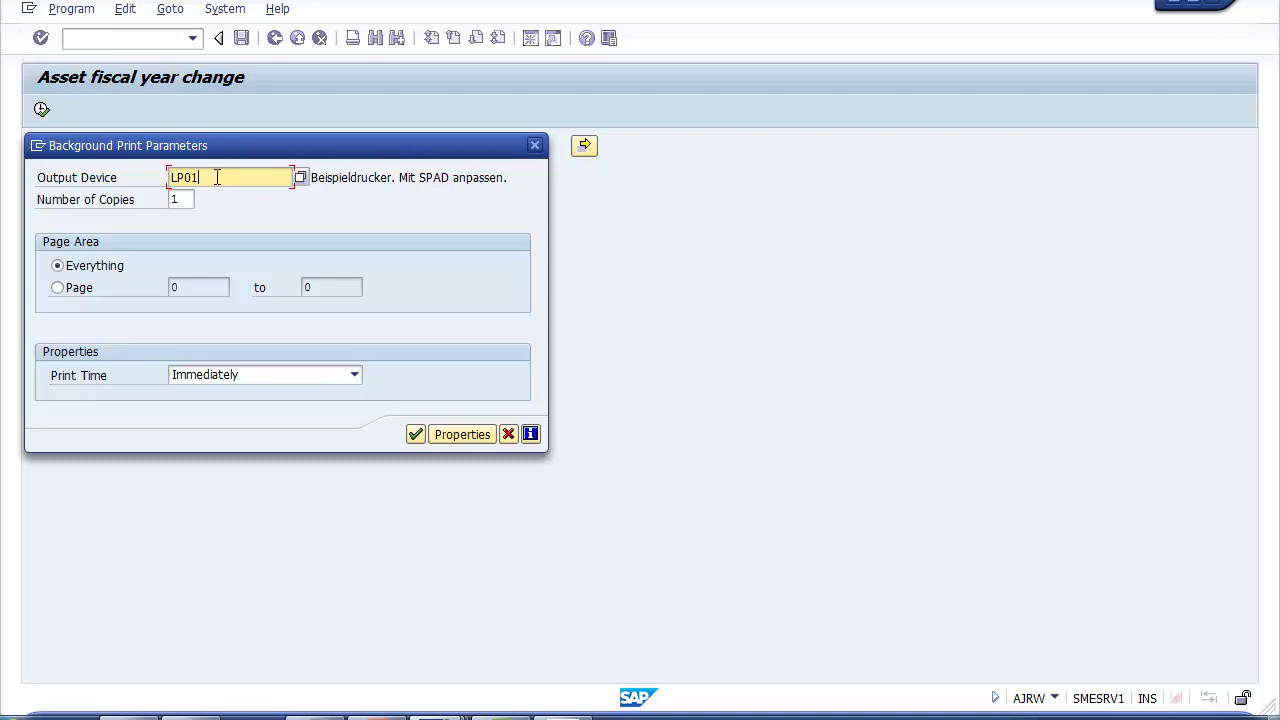 Program Edit Goto System Help
Asset fiscal year change
Background Print Parameters
Output Device LP01 Beispieldrucker. Mit SPAD anpassen.
Number of Copies 1
Page Area
Everything
Page 0 to 0
Properties
Print Time Immediately
Properties
SAP AJRW SMESRV1 INS